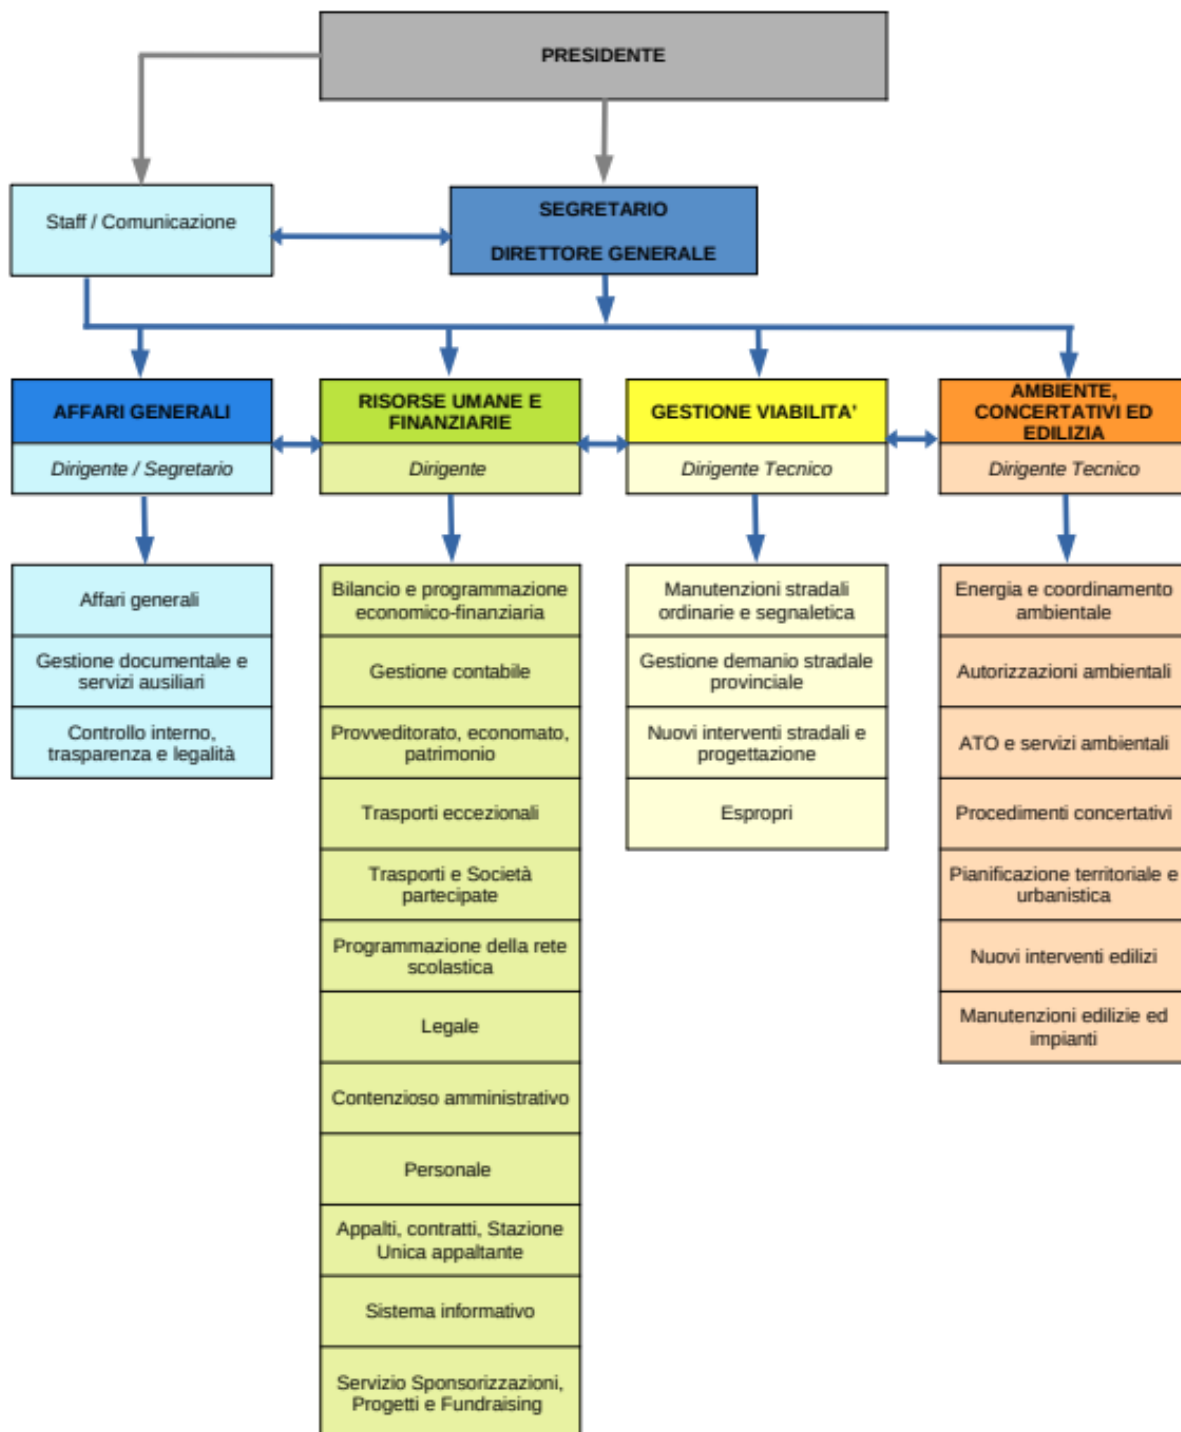 PRESIDENTE
Staff / Comunicazione
SEGRETARIO
DIRETTORE GENERALE
AFFARI GENERALI
Dirigente / Segretario
RISORSE UMANE E
FINANZIARIE
Dirigente
GESTIONE VIABILITA'
Dirigente Tecnico
AMBIENTE,
CONCERTATIVI ED
EDILIZIA
Dirigente Tecnico
Affari generali
Gestione documentale e
servizi ausiliari
Controllo interno,
trasparenza e legalità
Bilancio e programmazione
economico-finanziaria
Gestione contabile
Provveditorato, economato,
patrimonio
Trasporti eccezionali
Trasporti e Società
partecipate
Programmazione della rete
scolastica
Legale
Contenzioso amministrativo
Personale
Appalti, contratti, Stazione
Unica appaltante
Sistema informativo
Servizio Sponsorizzazioni,
Progetti e Fundraising
Manutenzioni stradali
ordinarie e segnaletica
Gestione demanio stradale
provinciale
Nuovi interventi stradali e
progettazione
Espropri
Energia e coordinamento
ambientale
Autorizzazioni ambientali
ATO e servizi ambientali
Procedimenti concertativi
Pianificazione territoriale e
urbanistica
Nuovi interventi edilizi
Manutenzioni edilizie ed
impianti